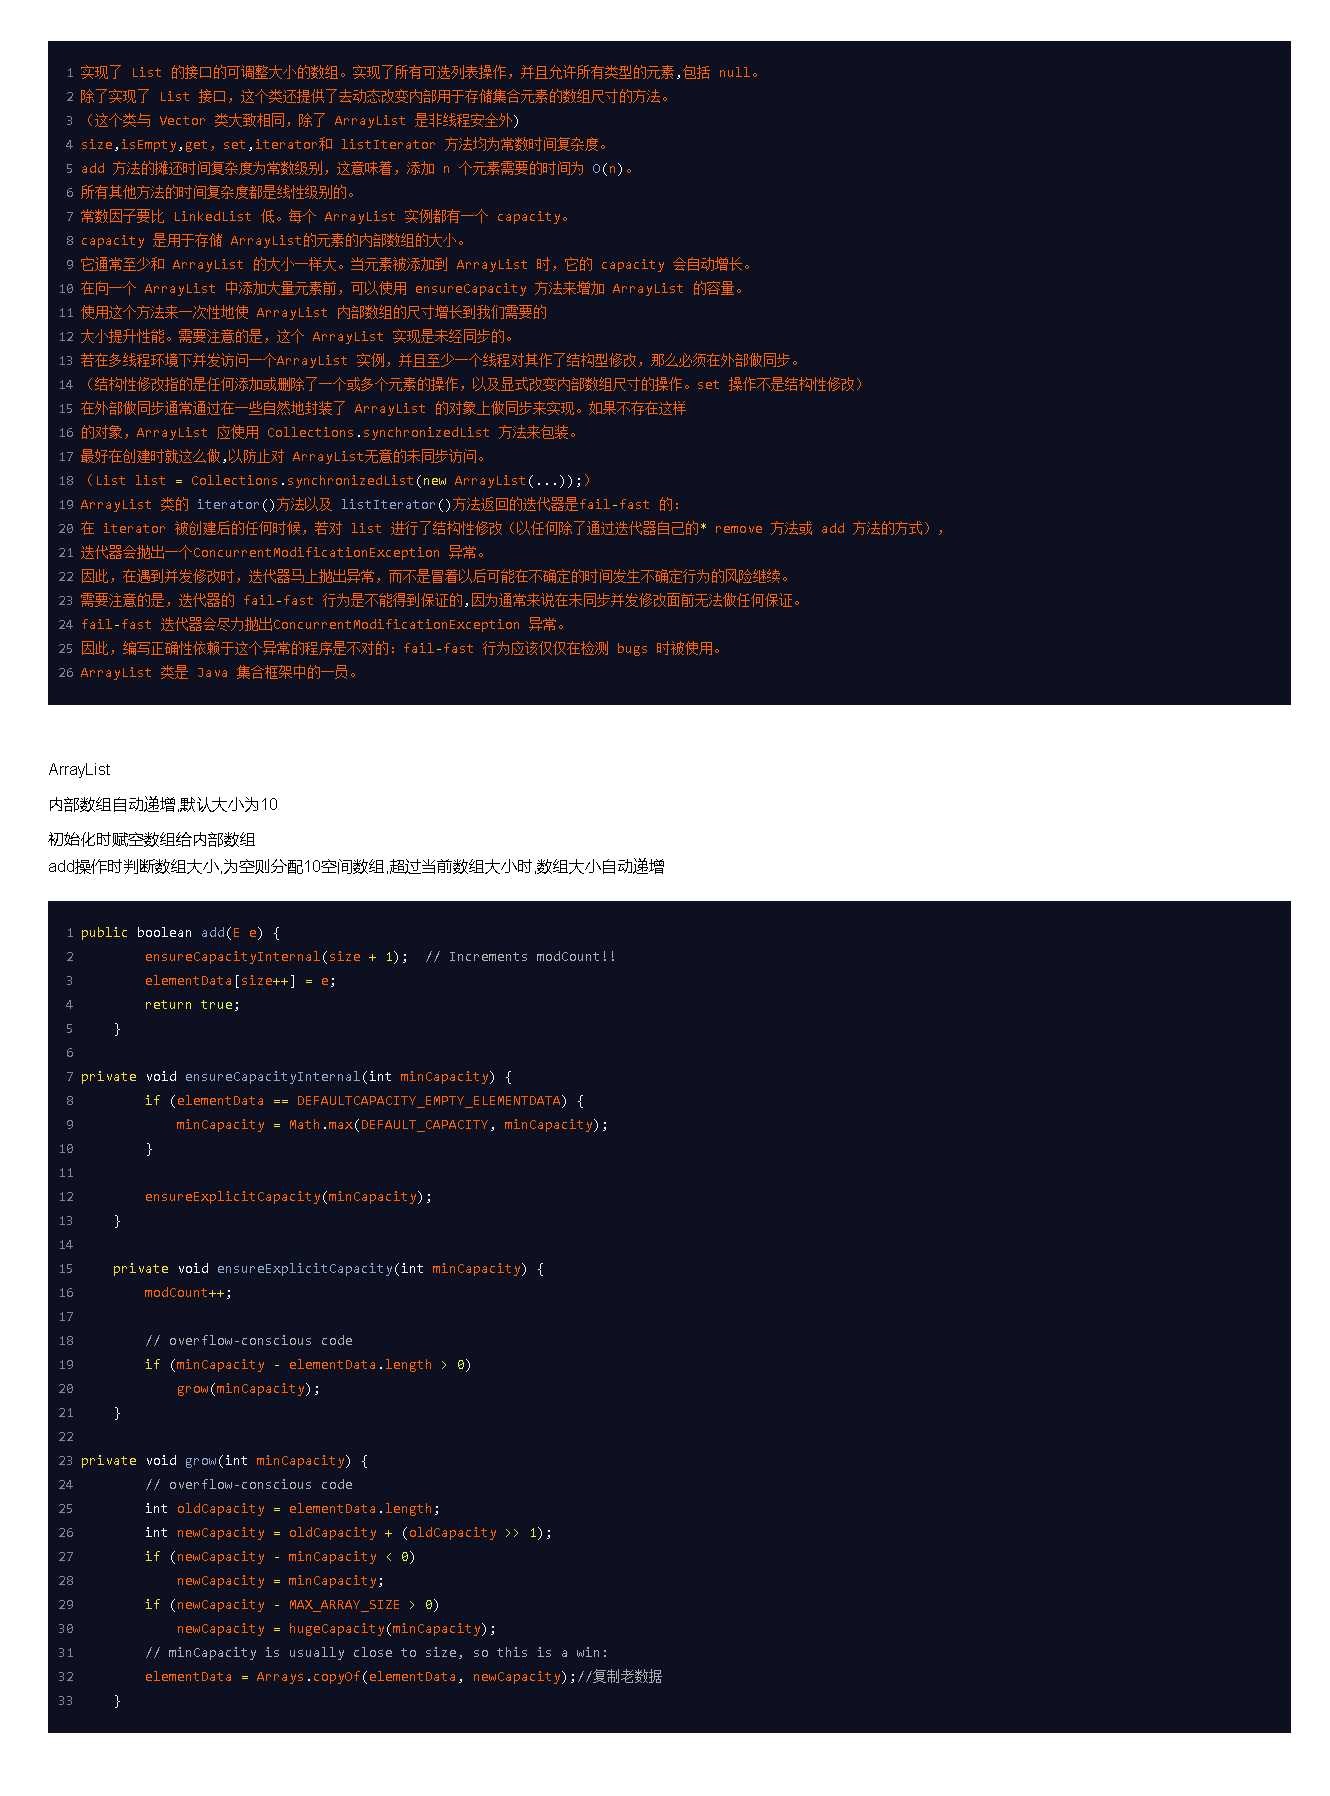 1 实现了 List 的接口的可调整大小的数组。实现了所有可选列表操作，并且允许所有类型的元素,包括 null。
2 除了实现了 List 接口，这个类还提供了去动态改变内部用于存储集合元素的数组尺寸的方法。
3 （这个类与 Vector 类大致相同，除了 ArrayList 是非线程安全外)
4 size,isEmpty,get，set,iterator和 listIterator 方法均为常数时间复杂度。
5 add 方法的摊还时间复杂度为常数级别，这意味着，添加 n 个元素需要的时间为 O(n)。
6 所有其他方法的时间复杂度都是线性级别的。
7 常数因子要比 LinkedList 低。每个 ArrayList 实例都有一个 capacity。
8 capacity 是用于存储 ArrayList的元素的内部数组的大小。
9 它通常至少和 ArrayList 的大小一样大。当元素被添加到 ArrayList 时，它的 capacity 会自动增长。
10 在向一个 ArrayList 中添加大量元素前，可以使用 ensureCapacity 方法来增加 ArrayList 的容量。
11 使用这个方法来一次性地使 ArrayList 内部数组的尺寸增长到我们需要的
12 大小提升性能。需要注意的是，这个 ArrayList 实现是未经同步的。
13 若在多线程环境下并发访问一个ArrayList 实例，并且至少一个线程对其作了结构型修改，那么必须在外部做同步。
14 （结构性修改指的是任何添加或删除了一个或多个元素的操作，以及显式改变内部数组尺寸的操作。set 操作不是结构性修改）
15 在外部做同步通常通过在一些自然地封装了 ArrayList 的对象上做同步来实现。如果不存在这样
16 的对象，ArrayList 应使用 Collections.synchronizedList 方法来包装。
17 最好在创建时就这么做,以防止对 ArrayList无意的未同步访问。
18 （List list = Collections.synchronizedList(new ArrayList(...));）
19 ArrayList 类的 iterator()方法以及 listIterator()方法返回的迭代器是fail-fast 的：
20 在 iterator 被创建后的任何时候，若对 list 进行了结构性修改（以任何除了通过迭代器自己的* remove 方法或 add 方法的方式），
21 迭代器会抛出一个ConcurrentModificationException 异常。
22 因此，在遇到并发修改时，迭代器马上抛出异常，而不是冒着以后可能在不确定的时间发生不确定行为的风险继续。
23 需要注意的是，迭代器的 fail-fast 行为是不能得到保证的,因为通常来说在未同步并发修改面前无法做任何保证。
24 fail-fast 迭代器会尽力抛出ConcurrentModificationException 异常。
25 因此，编写正确性依赖于这个异常的程序是不对的：fail-fast 行为应该仅仅在检测 bugs 时被使用。
26 ArrayList 类是 Java 集合框架中的一员。
ArrayList
内部数组自动递增,默认大小为10
初始化时赋空数组给内部数组
add操作时判断数组大小,为空则分配10空间数组,超过当前数组大小时,数组大小自动递增
1 public boolean add(E e) {
2         ensureCapacityInternal(size + 1);  // Increments modCount!!
3         elementData[size++] = e;
4         return true;
5     }
6
7 private void ensureCapacityInternal(int minCapacity) {
8         if (elementData == DEFAULTCAPACITY_EMPTY_ELEMENTDATA) {
9             minCapacity = Math.max(DEFAULT_CAPACITY, minCapacity);
10         }
11
12         ensureExplicitCapacity(minCapacity);
13     }
14
15     private void ensureExplicitCapacity(int minCapacity) {
16         modCount++;
17
18         // overflow-conscious code
19         if (minCapacity - elementData.length > 0)
20             grow(minCapacity);
21     }
22
23 private void grow(int minCapacity) {
24         // overflow-conscious code
25         int oldCapacity = elementData.length;
26         int newCapacity = oldCapacity + (oldCapacity >> 1);
27         if (newCapacity - minCapacity < 0)
28             newCapacity = minCapacity;
29         if (newCapacity - MAX_ARRAY_SIZE > 0)
30             newCapacity = hugeCapacity(minCapacity);
31         // minCapacity is usually close to size, so this is a win:
32         elementData = Arrays.copyOf(elementData, newCapacity);//复制老数据
33     }